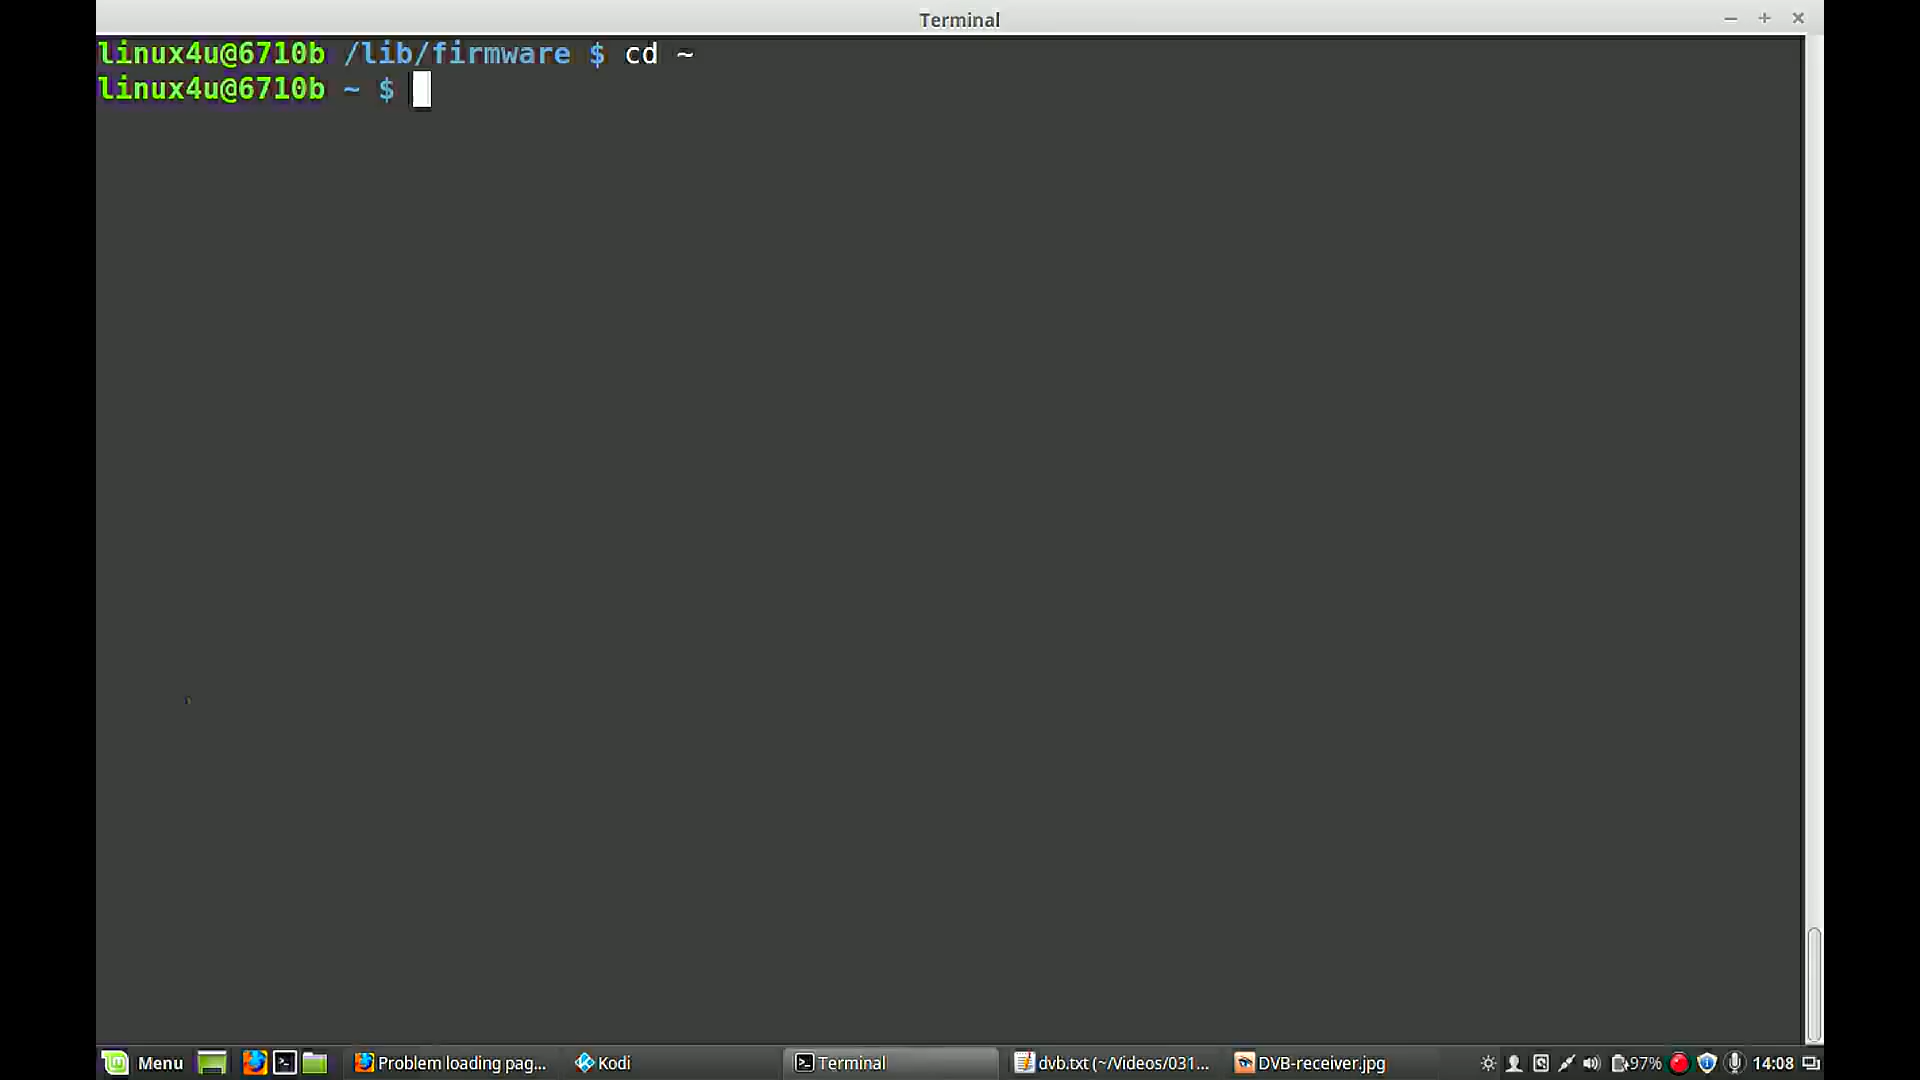 Terminal
linux4u@6710b /lib/firmware $ cd ~
linux4u@6710b ~ $
Menu Problem loading pag... Kodi Terminal dvb.txt (~/Videos/031... DVB-receiver.jpg 97% 14:08